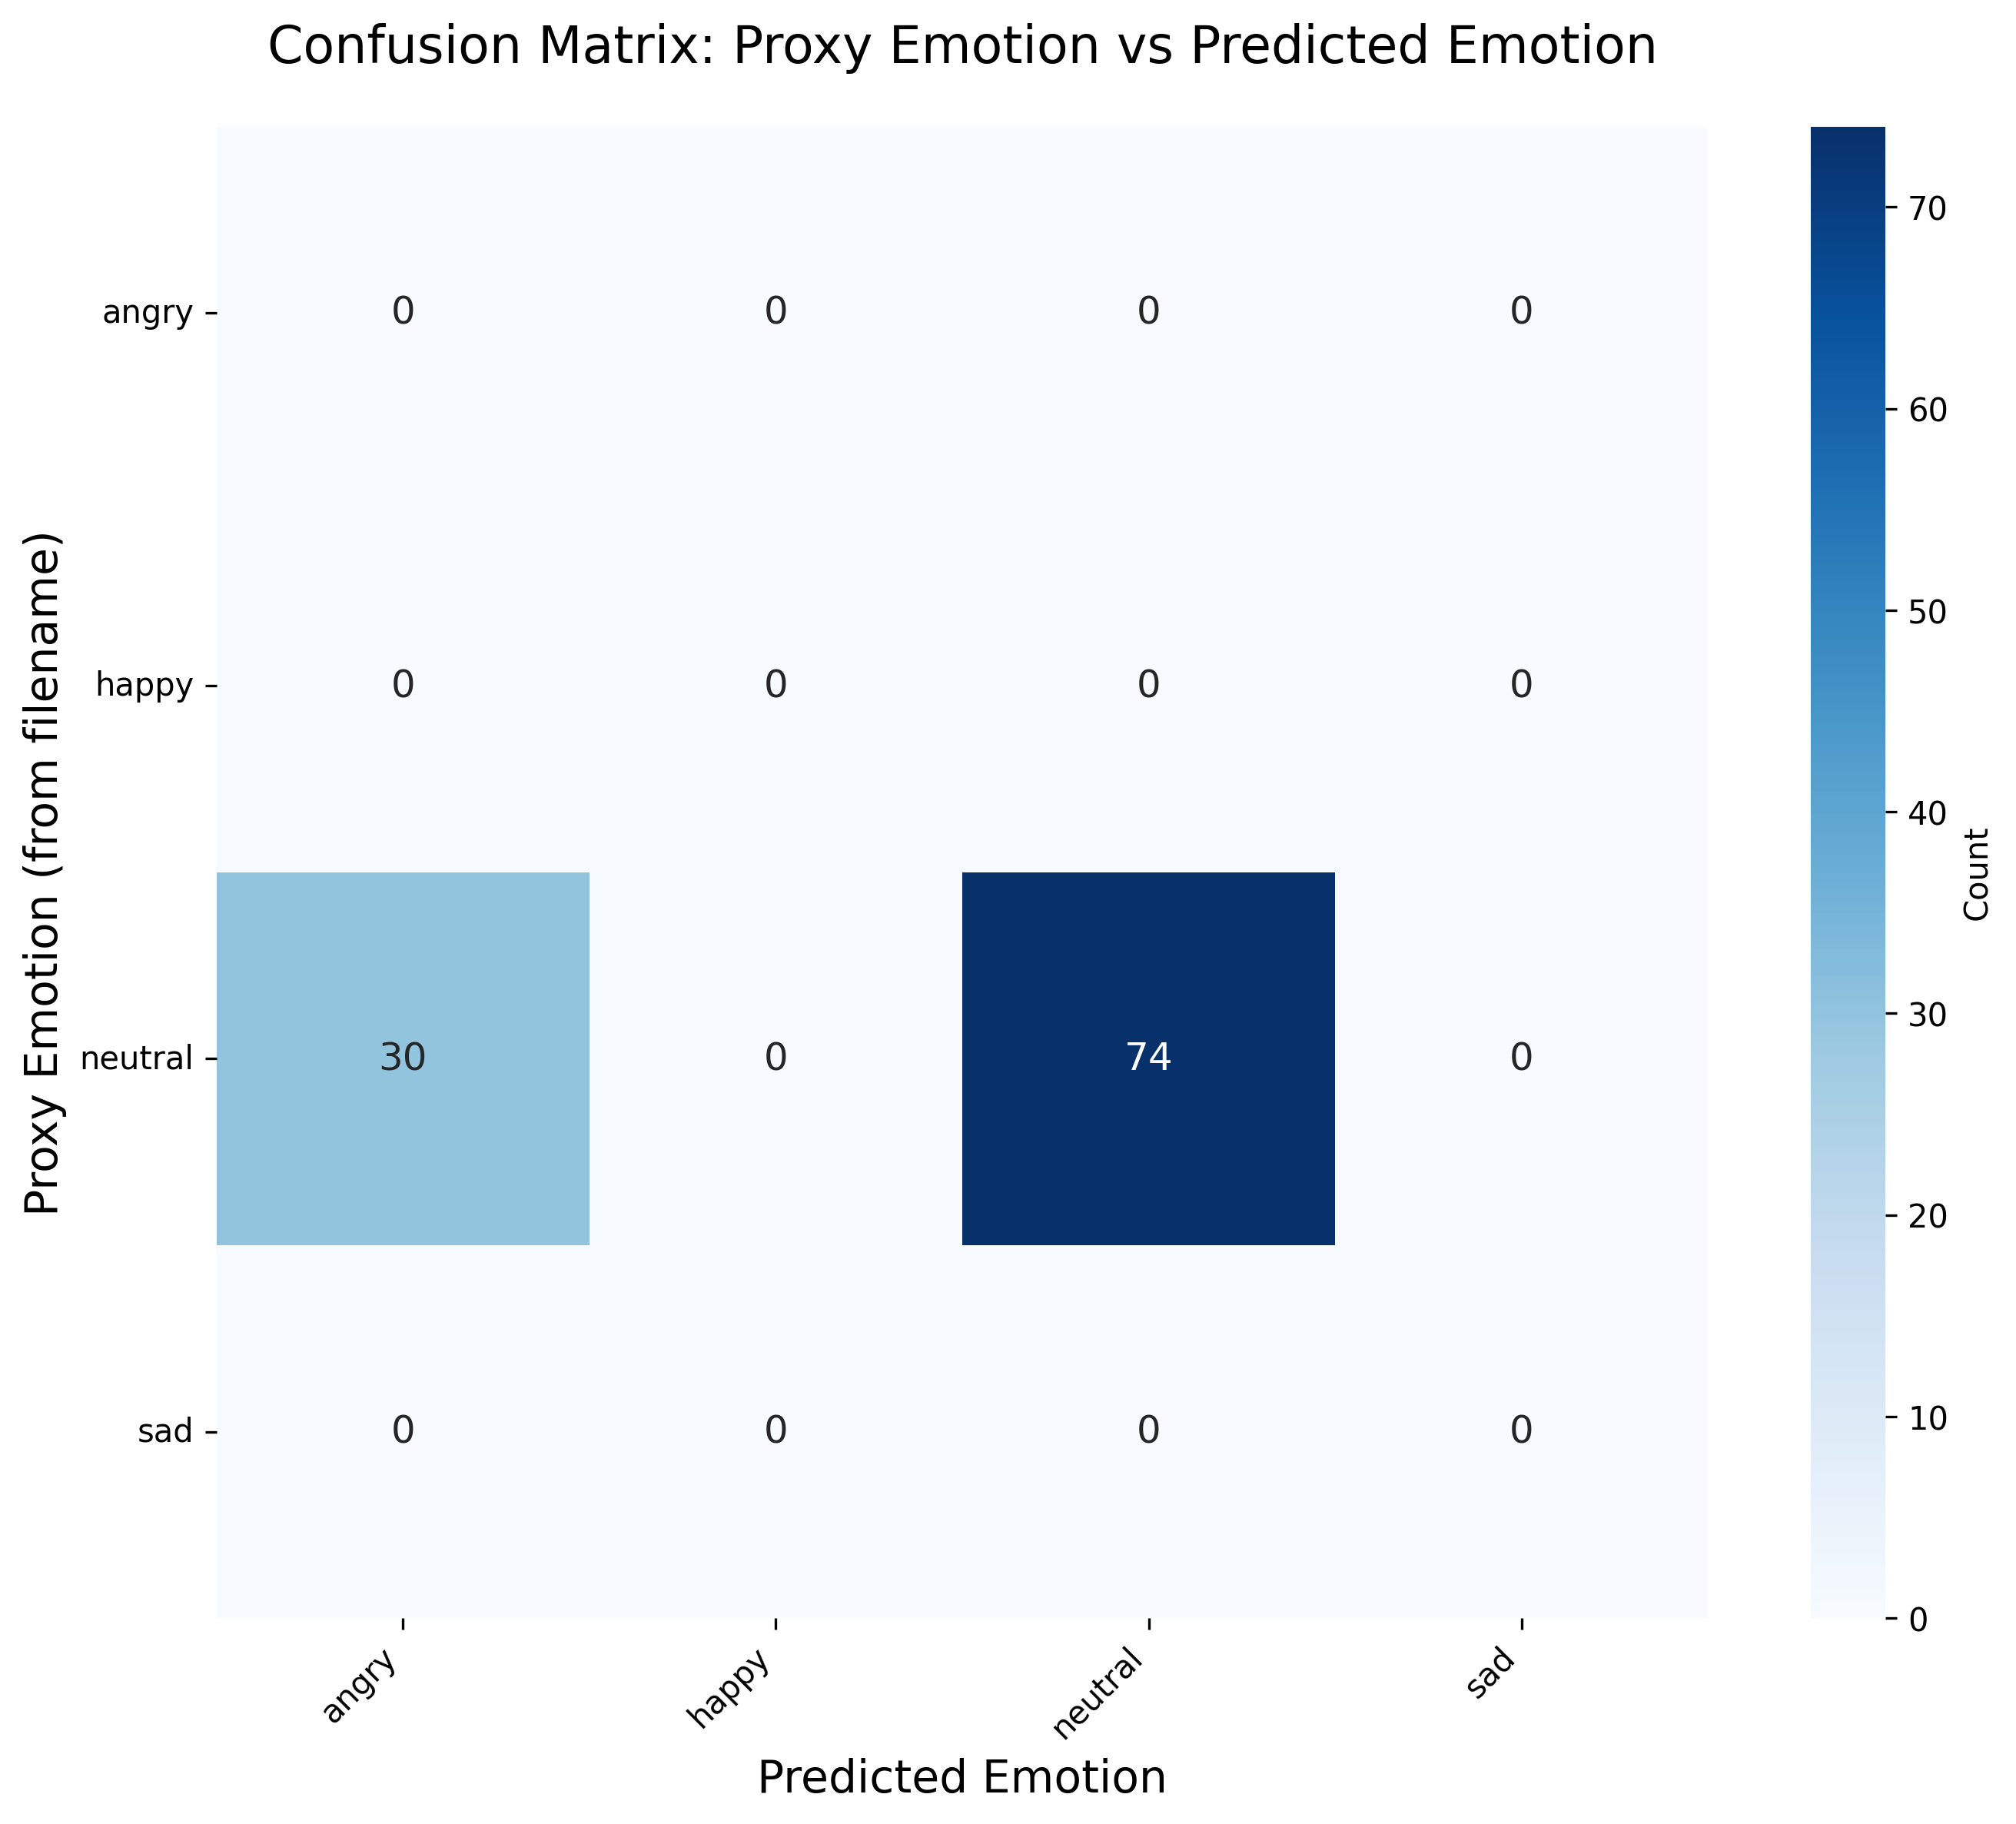 Confusion Matrix: Proxy Emotion vs Predicted Emotion
Proxy Emotion (from filename)
angry
0 0 0 0
happy
0 0 0 0
neutral
30 0 74 0
sad
0 0 0 0
angry happy neutral sad
Predicted Emotion
70
60
50
40
30
20
10
0
Count